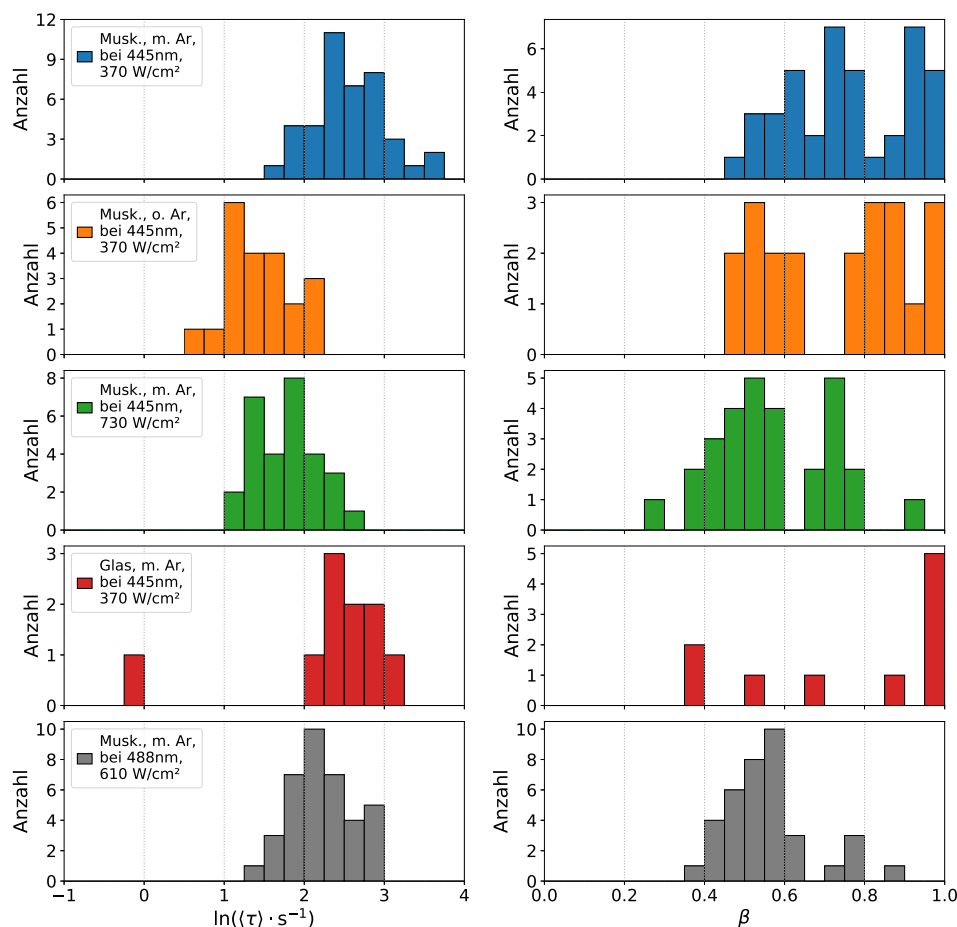 12
9
6
3
0
Anzahl
Musk., m. Ar,
bei 445nm,
370 W/cm²
6
4
2
0
Anzahl
6
5
4
3
2
1
0
Anzahl
Musk., o. Ar,
bei 445nm,
370 W/cm²
3
2
1
0
Anzahl
8
6
4
2
0
Anzahl
Musk., m. Ar,
bei 445nm,
730 W/cm²
5
4
3
2
1
0
Anzahl
3
2
1
0
Anzahl
Glas, m. Ar,
bei 445nm,
370 W/cm²
5
4
3
2
1
0
Anzahl
10
8
6
4
2
0
Anzahl
Musk., m. Ar,
bei 488nm,
610 W/cm²
−1 0 1 2 3 4
ln(⟨τ⟩ · s⁻¹)
10
8
6
4
2
0
Anzahl
0.0 0.2 0.4 0.6 0.8 1.0
β